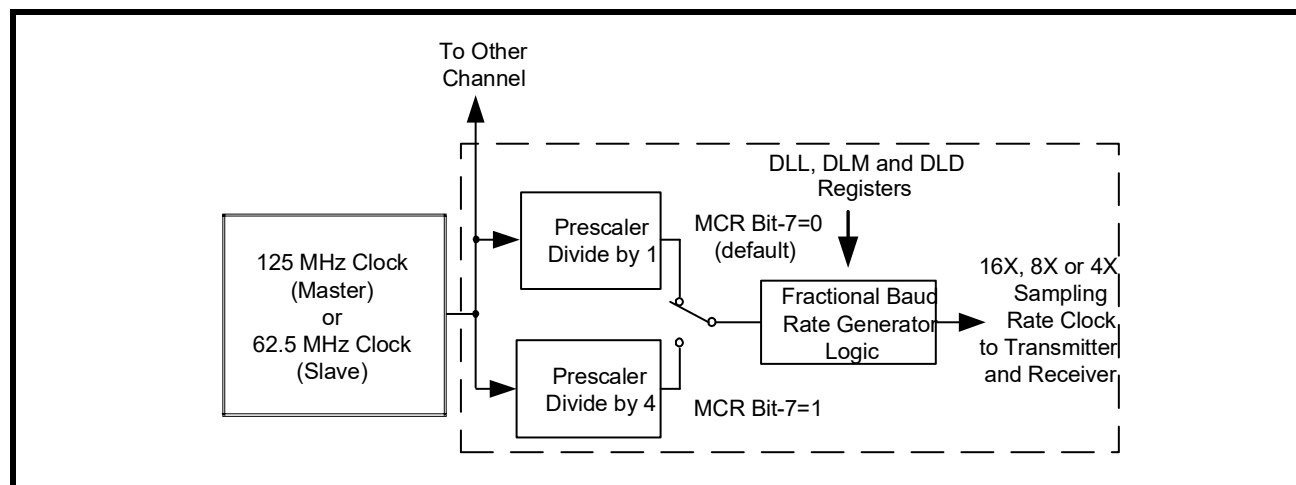 To Other
Channel
DLL, DLM and DLD
Registers
Prescaler
Divide by 1
MCR Bit-7=0
(default)
125 MHz Clock
(Master)
or
62.5 MHz Clock
(Slave)
Fractional Baud
Rate Generator
Logic
16X, 8X or 4X
Sampling
Rate Clock
to Transmitter
and Receiver
Prescaler
Divide by 4
MCR Bit-7=1